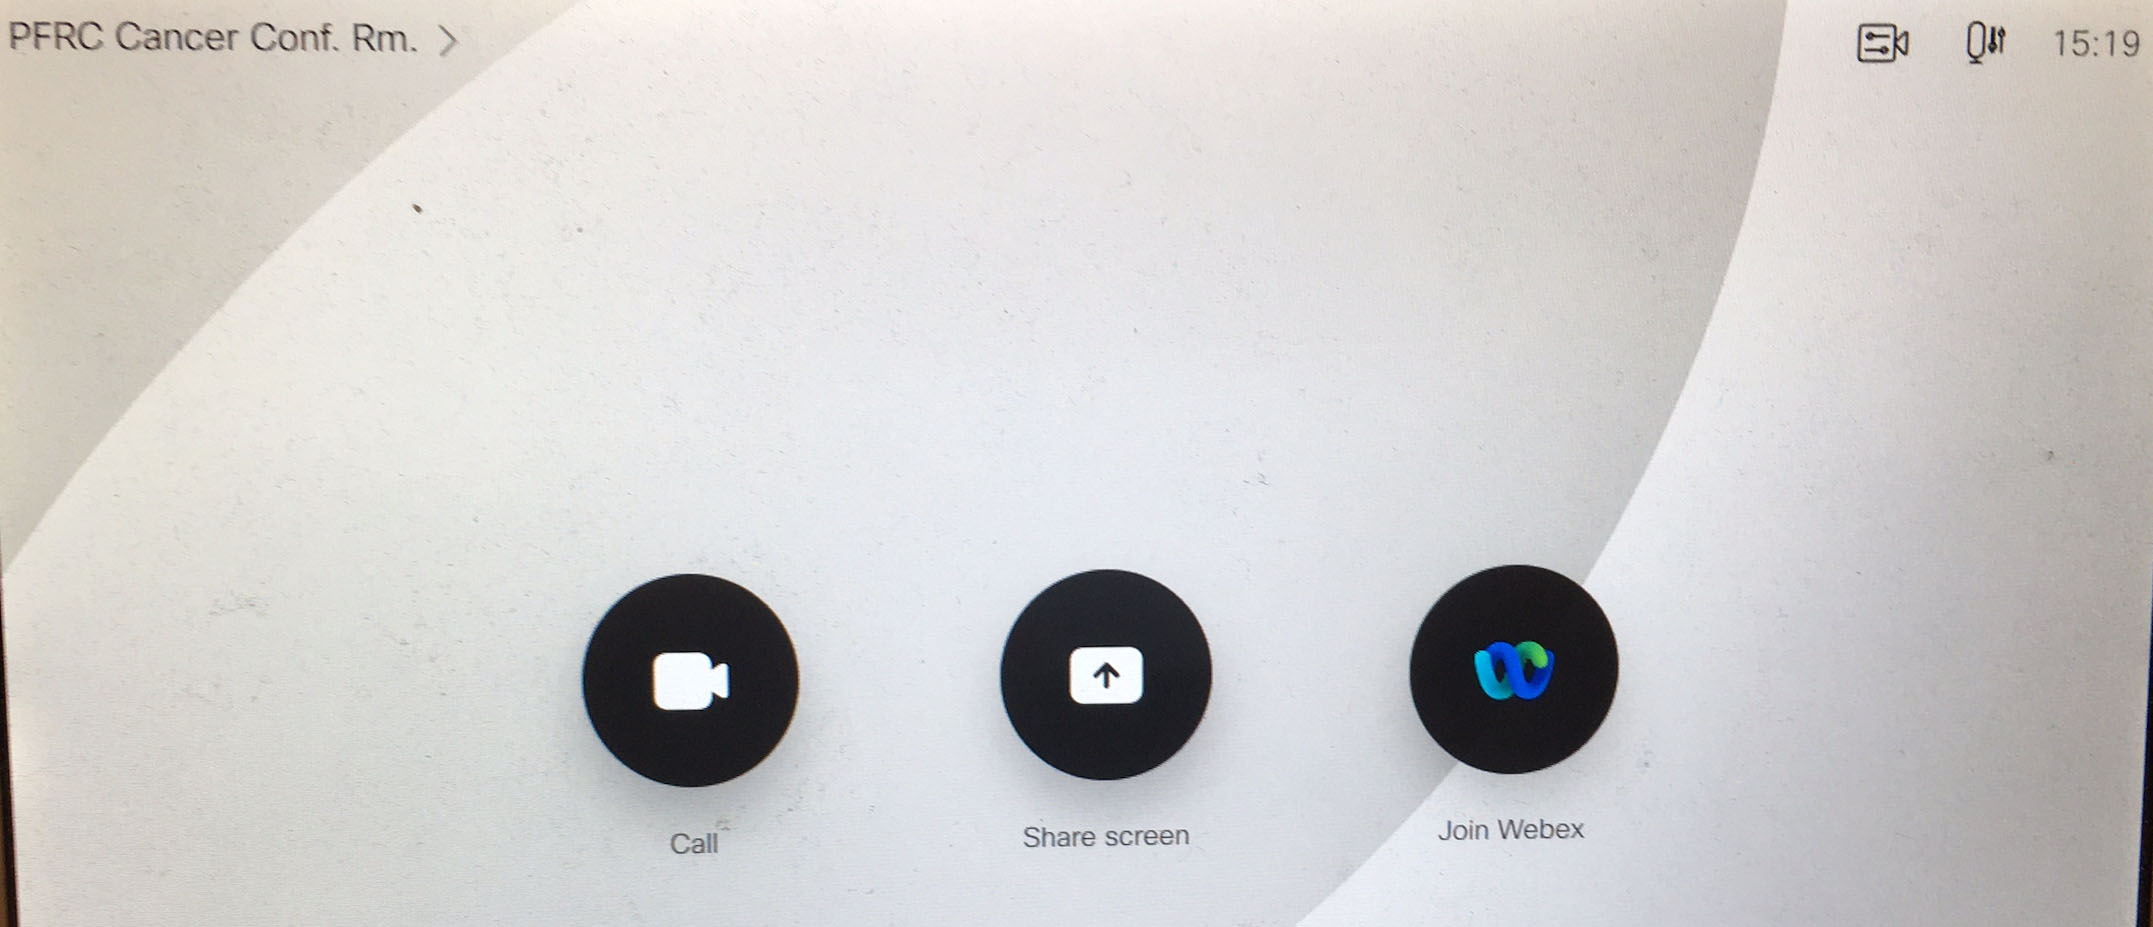 PFRC Cancer Conf. Rm.
15:19
Call
Share screen
Join Webex